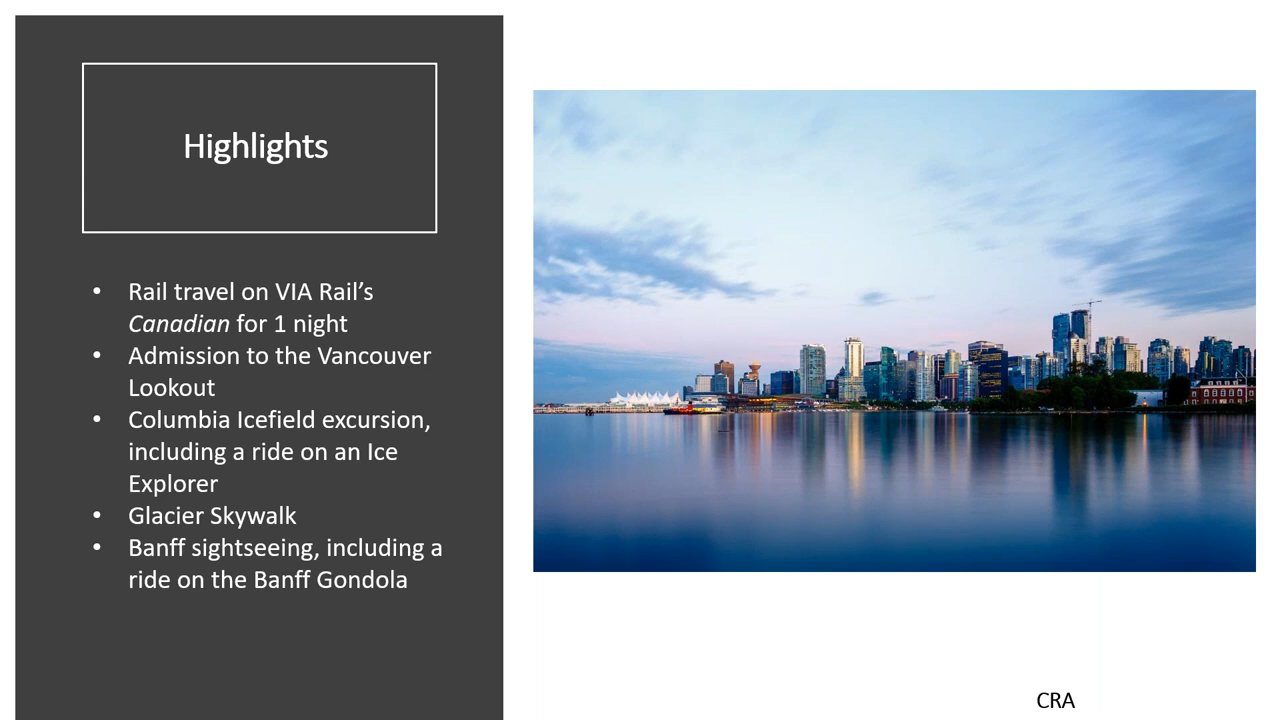 Highlights
• Rail travel on VIA Rail’s
Canadian for 1 night
• Admission to the Vancouver
Lookout
• Columbia Icefield excursion,
including a ride on an Ice
Explorer
• Glacier Skywalk
• Banff sightseeing, including a
ride on the Banff Gondola
CRA